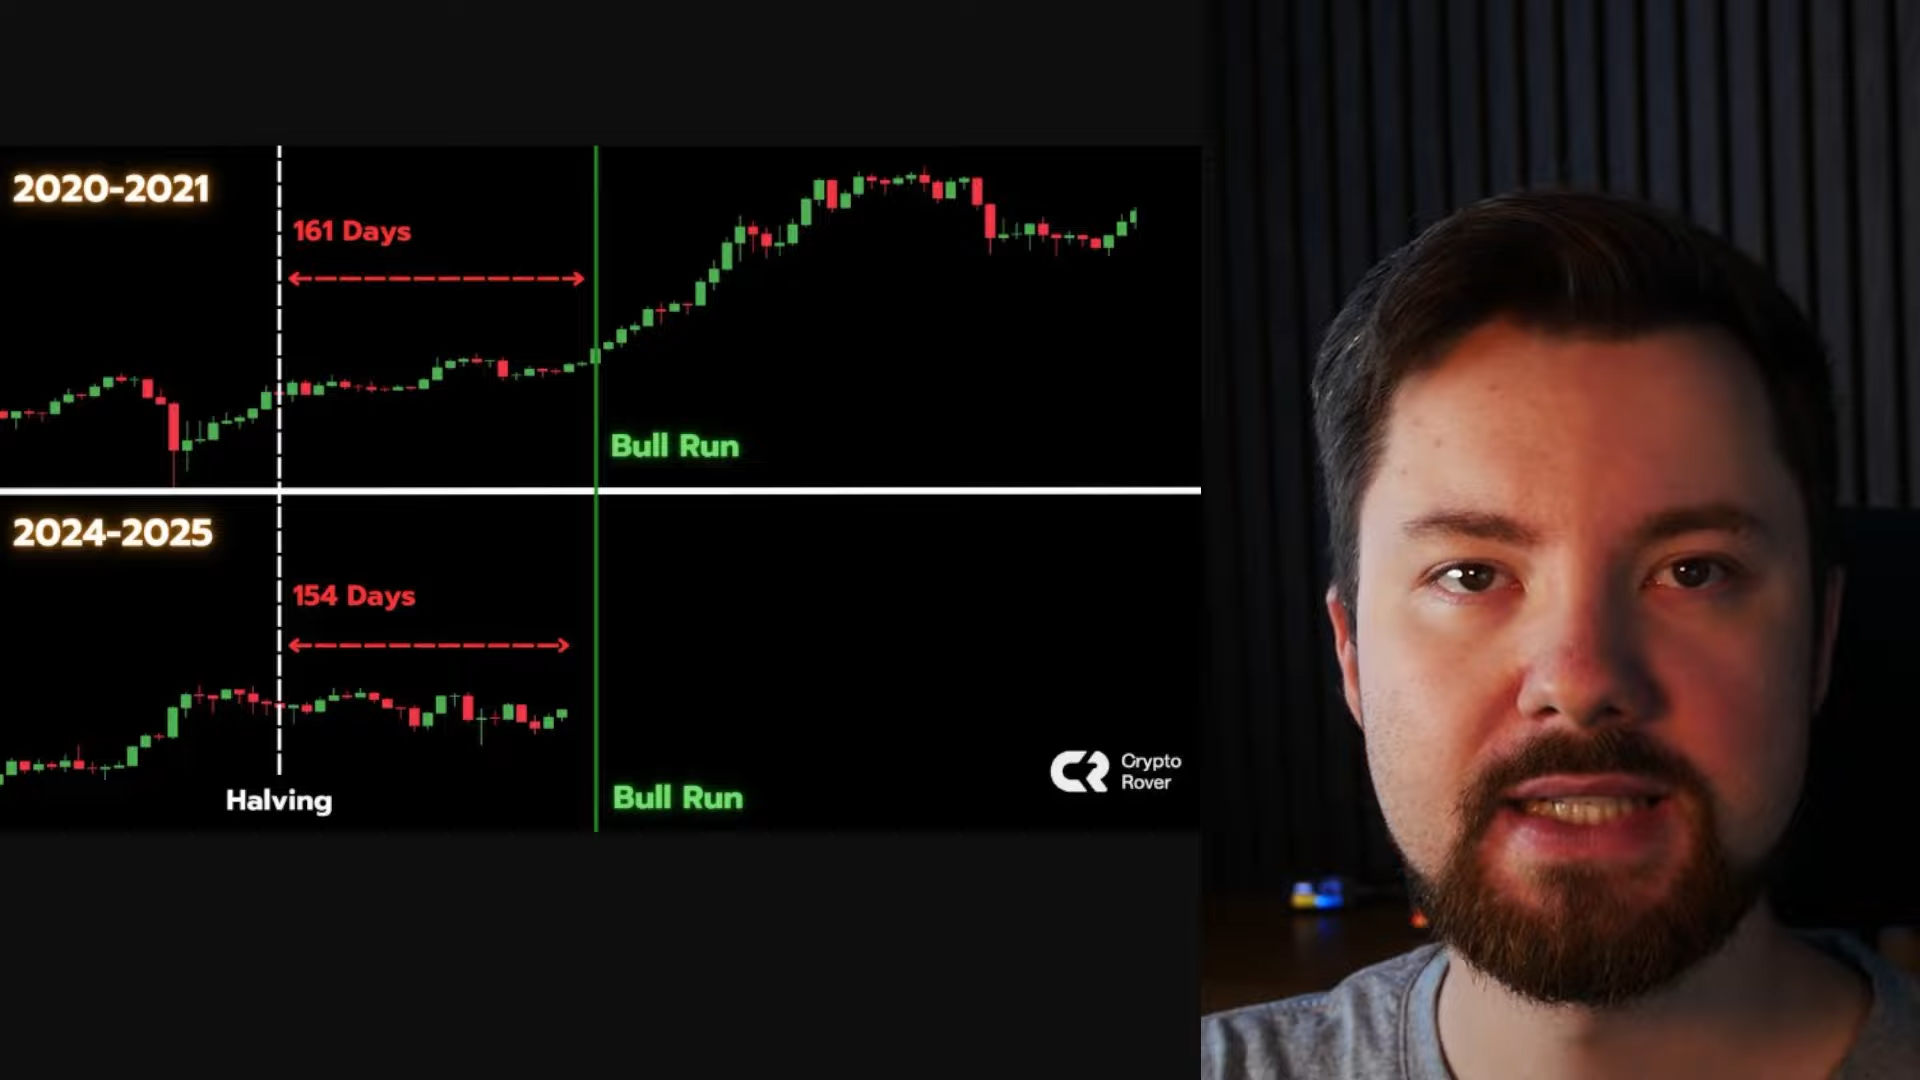 2020-2021
161 Days
Bull Run
2024-2025
154 Days
Crypto
Rover
Halving
Bull Run